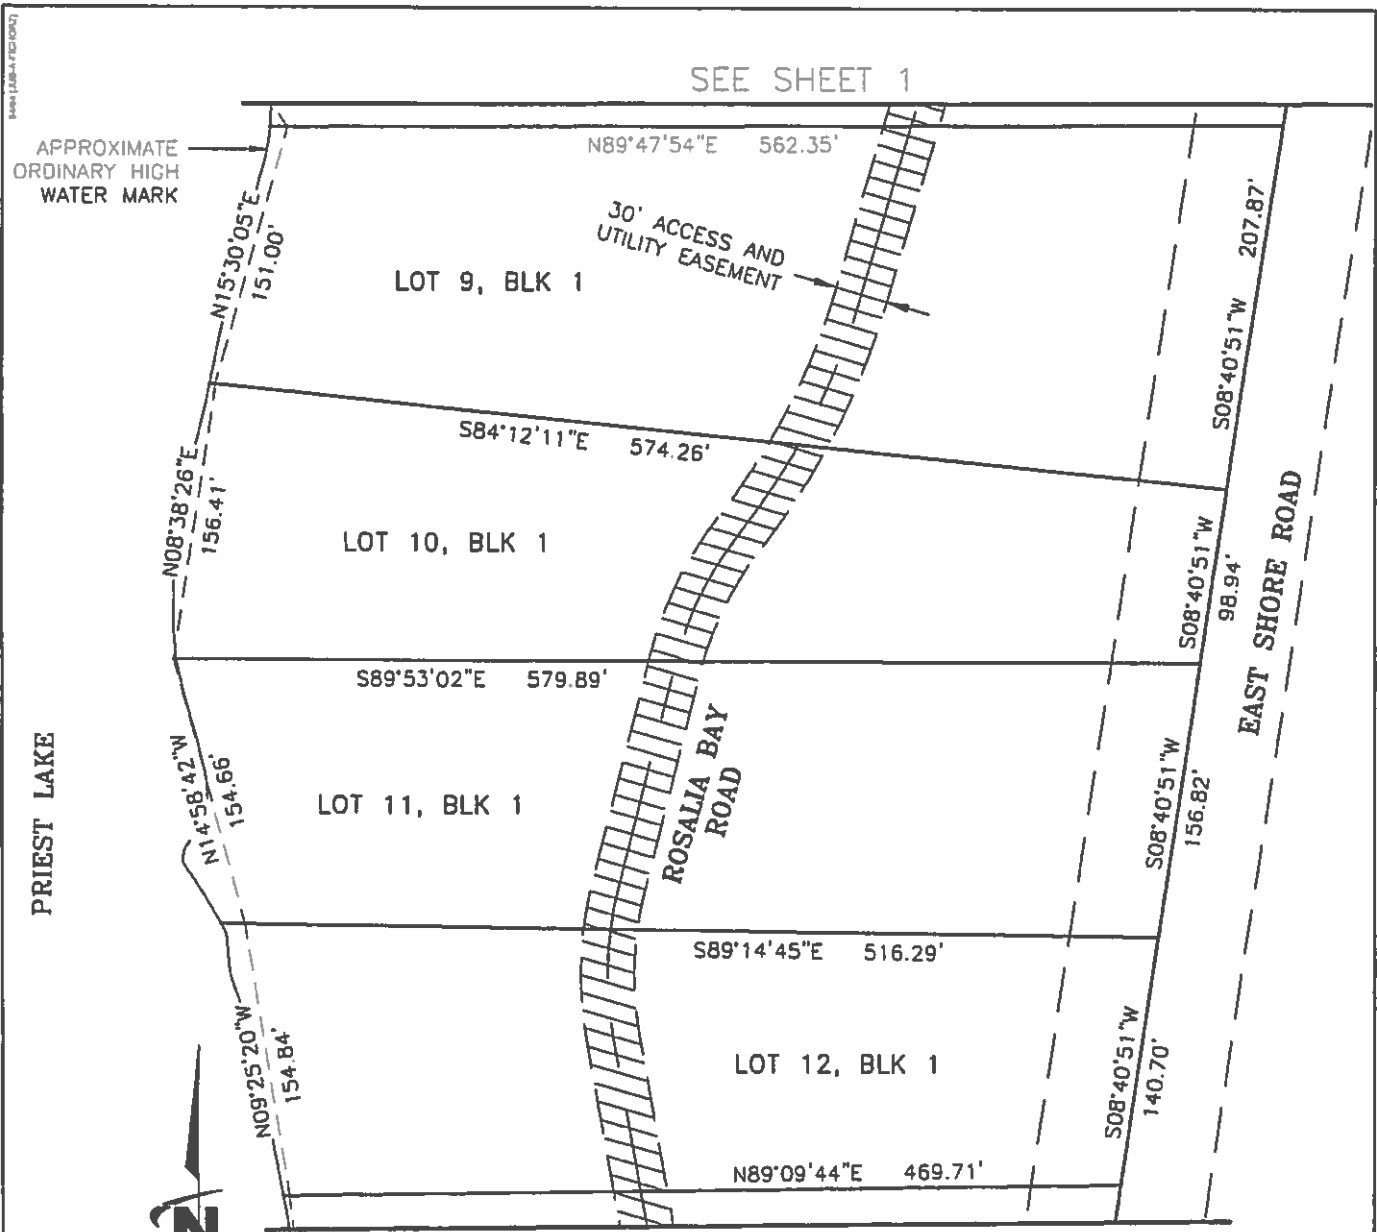 SEE SHEET 1
APPROXIMATE
ORDINARY HIGH
WATER MARK
N89°47'54"E 562.35'
30' ACCESS AND
UTILITY EASEMENT
N15°30'05"E
151.00'
LOT 9, BLK 1
S08°40'51"W 207.87'
S84°12'11"E 574.26'
N08°38'26"E
156.41'
LOT 10, BLK 1
S08°40'51"W
98.94'
EAST SHORE ROAD
S89°53'02"E 579.89'
PRIEST LAKE
N14°58'42"W
154.66'
LOT 11, BLK 1
ROSALIA BAY
ROAD
S08°40'51"W
156.82'
S89°14'45"E 516.29'
N09°25'20"W
154.84'
LOT 12, BLK 1
S08°40'51"W
140.70'
N89°09'44"E 469.71'
N